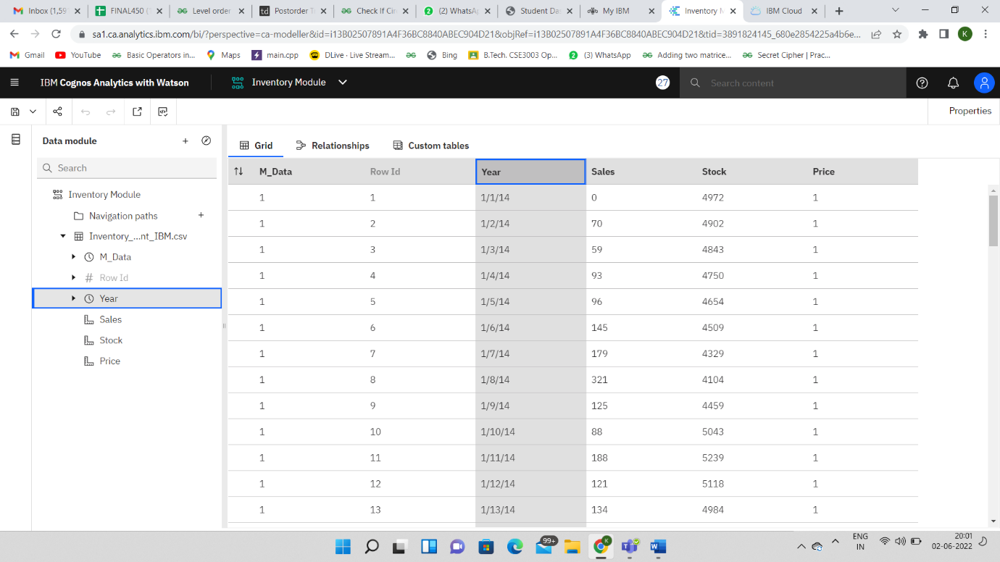 Inbox (1,59
FINAL450 (
Level order
Postorder T
Check If Cir
(2) WhatsAp
Student Das
My IBM
Inventory M
IBM Cloud
sa1.ca.analytics.ibm.com/bi/?perspective=ca-modeller&id=i13B02507891A4F36BC8840ABEC904D21&objRef=i13B02507891A4F36BC8840ABEC904D21&tid=3891824145_680e2854225a4b6e...
K
Gmail
YouTube
Basic Operators in...
Maps
main.cpp
DLive · Live Stream...
Bing
B.Tech. CSE3003 Op...
(3) WhatsApp
Adding two matrice...
Secret Cipher | Prac...
IBM Cognos Analytics with Watson
Inventory Module
27
Search content
Properties
Data module
Search
Inventory Module
Navigation paths
Inventory_...nt_IBM.csv
M_Data
# Row Id
Year
Sales
Stock
Price
Grid
Relationships
Custom tables
M_Data Row Id Year Sales Stock Price
1 1 1/1/14 0 4972 1
1 2 1/2/14 70 4902 1
1 3 1/3/14 59 4843 1
1 4 1/4/14 93 4750 1
1 5 1/5/14 96 4654 1
1 6 1/6/14 145 4509 1
1 7 1/7/14 179 4329 1
1 8 1/8/14 321 4104 1
1 9 1/9/14 125 4459 1
1 10 1/10/14 88 5043 1
1 11 1/11/14 188 5239 1
1 12 1/12/14 121 5118 1
1 13 1/13/14 134 4984 1
99+
K
ENG
IN
20:01
02-06-2022